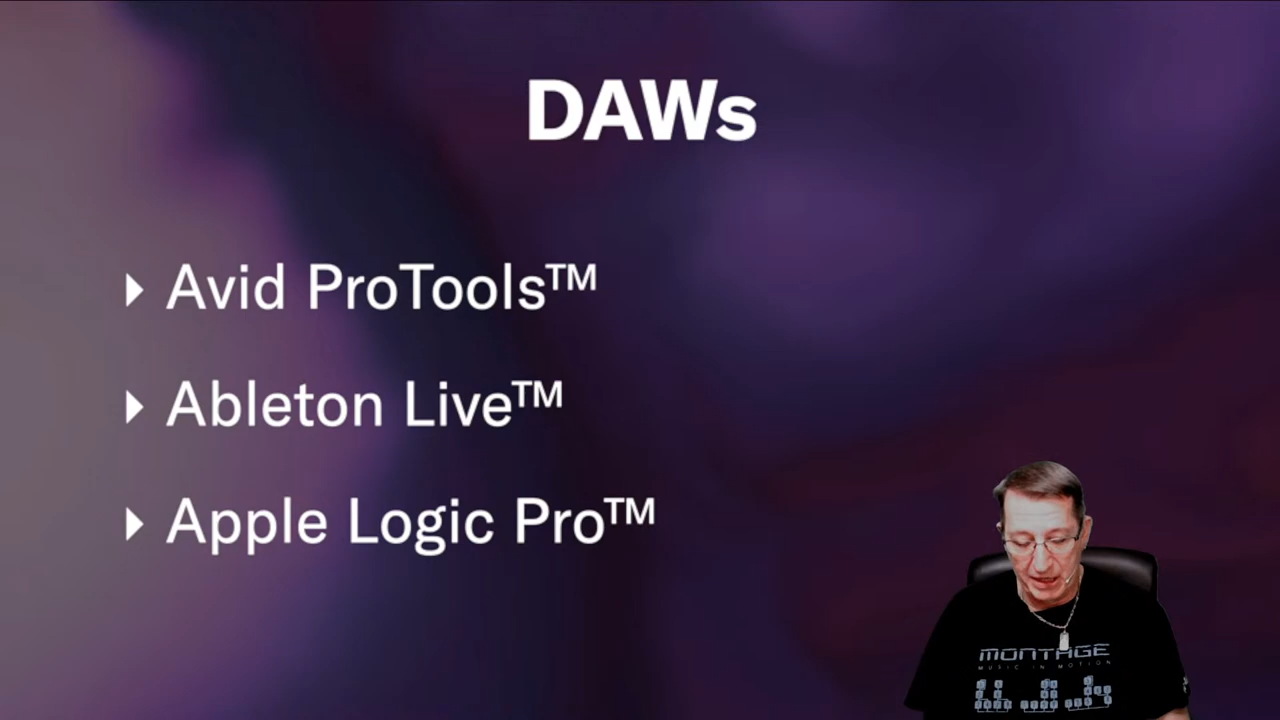 DAWs
Avid ProTools™
Ableton Live™
Apple Logic Pro™
MONTAGE
MUSIC IN MOTION